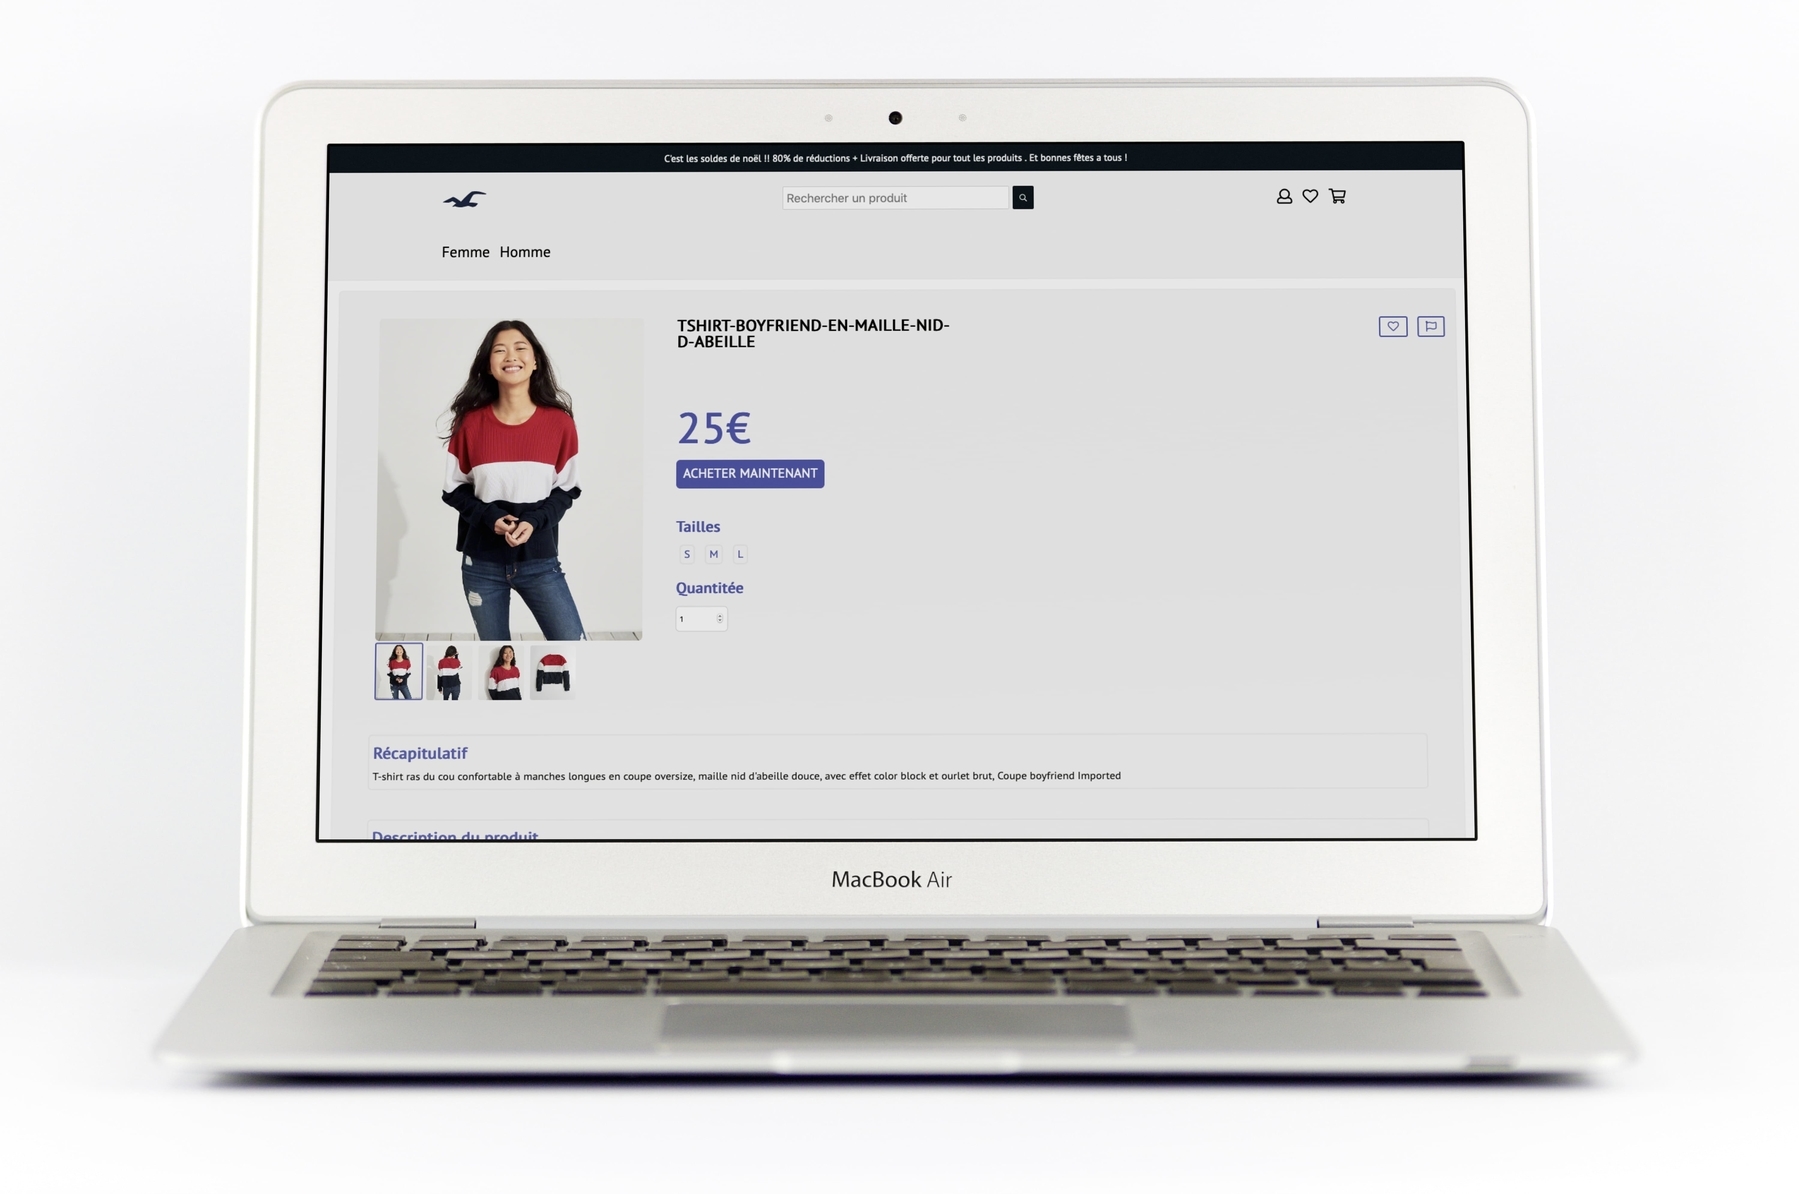 C'est les soldes de noël !! 80% de réductions + Livraison offerte pour tout les produits . Et bonnes fêtes a tous !
Rechercher un produit
Femme Homme
TSHIRT-BOYFRIEND-EN-MAILLE-NID-
D-ABEILLE
25€
ACHETER MAINTENANT
Tailles
S M L
Quantitée
1
Récapitulatif
T-shirt ras du cou confortable à manches longues en coupe oversize, maille nid d'abeille douce, avec effet color block et ourlet brut, Coupe boyfriend Imported
Description du produit
MacBook Air